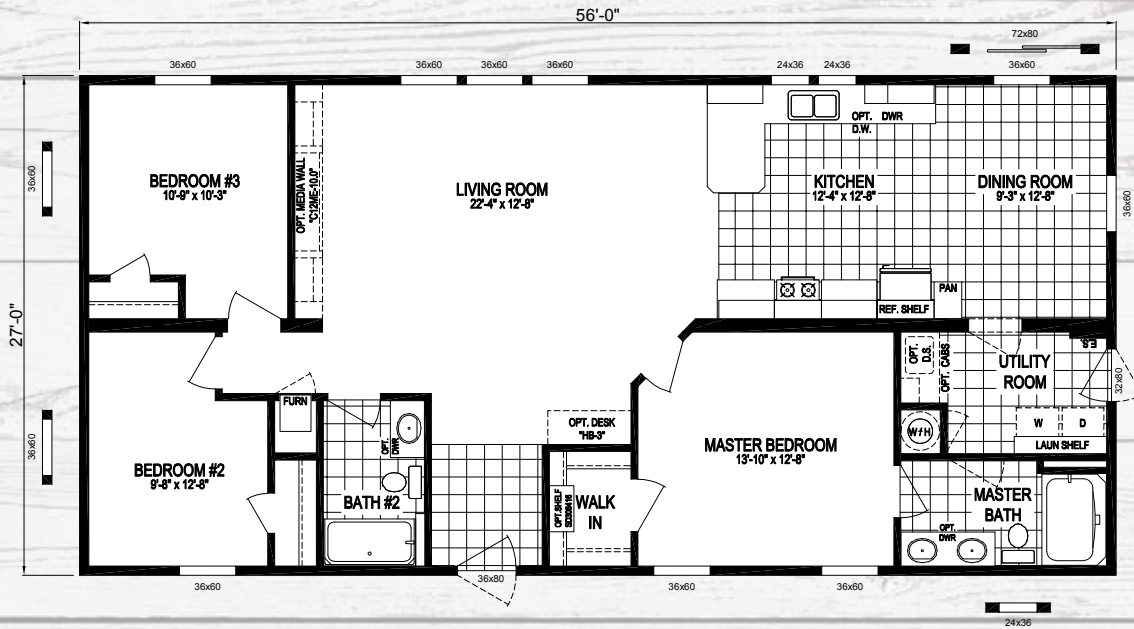 56'-0"
72x80
36x60
36x60
36x60
36x60
24x36
24x36
36x60
36x60
27'-0"
BEDROOM #3
10'-9" x 10'-3"
OPT. MEDIA WALL
"C12ME-10.0"
LIVING ROOM
22'-4" x 12'-8"
OPT. DWR
D.W.
KITCHEN
12'-4" x 12'-8"
DINING ROOM
9'-3" x 12'-8"
36x60
PAN
REF. SHELF
E.S.
OPT.
D.S.
OPT. CABS
UTILITY
ROOM
32x80
W
D
LAUN SHELF
W/H
FURN
OPT.
DWR
OPT. DESK
"HB-3"
36x60
BEDROOM #2
9'-8" x 12'-8"
BATH #2
OPT.SHELF
WALK
IN
MASTER BEDROOM
13'-10" x 12'-8"
MASTER
BATH
OPT.
DWR
36x60
36x80
36x60
36x60
24x36